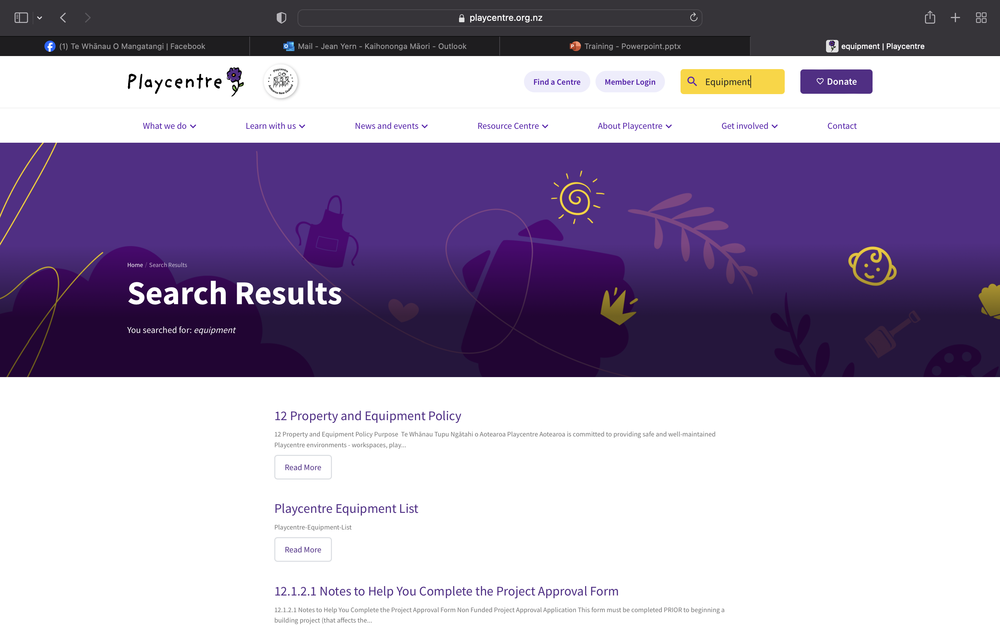 playcentre.org.nz
(1) Te Whānau O Mangatangi | Facebook
Mail - Jean Yern - Kaihononga Māori - Outlook
Training - Powerpoint.pptx
equipment | Playcentre
Playcentre
Playcentre
Aotearoa New Zealand
Find a Centre
Member Login
Equipment
Donate
What we do
Learn with us
News and events
Resource Centre
About Playcentre
Get involved
Contact
Home / Search Results
Search Results
You searched for: equipment
12 Property and Equipment Policy
12 Property and Equipment Policy Purpose  Te Whānau Tupu Ngātahi o Aotearoa Playcentre Aotearoa is committed to providing safe and well-maintained
Playcentre environments - workspaces, play...
Read More
Playcentre Equipment List
Playcentre-Equipment-List
Read More
12.1.2.1 Notes to Help You Complete the Project Approval Form
12.1.2.1 Notes to Help You Complete the Project Approval Form Non Funded Project Approval Application This form must be completed PRIOR to beginning a
building project (that affects the...